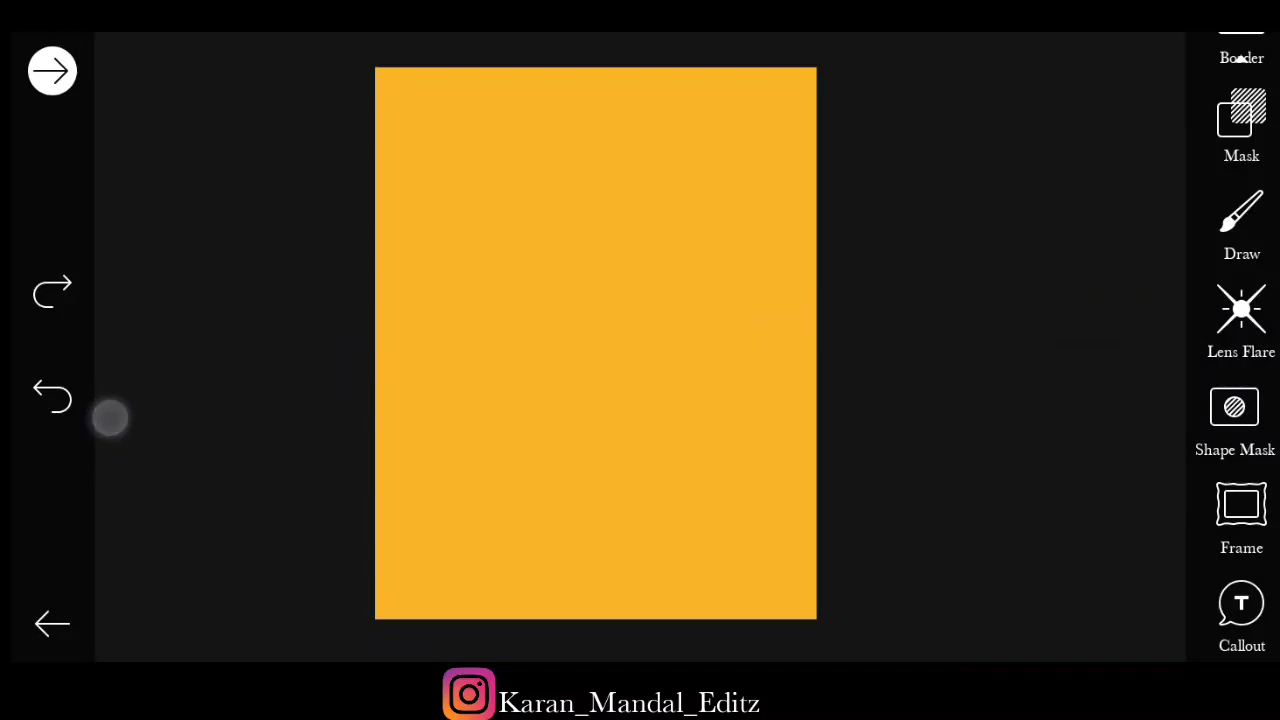 Border
Mask
Draw
Lens Flare
Shape Mask
Frame
T
Callout
Karan_Mandal_Editz